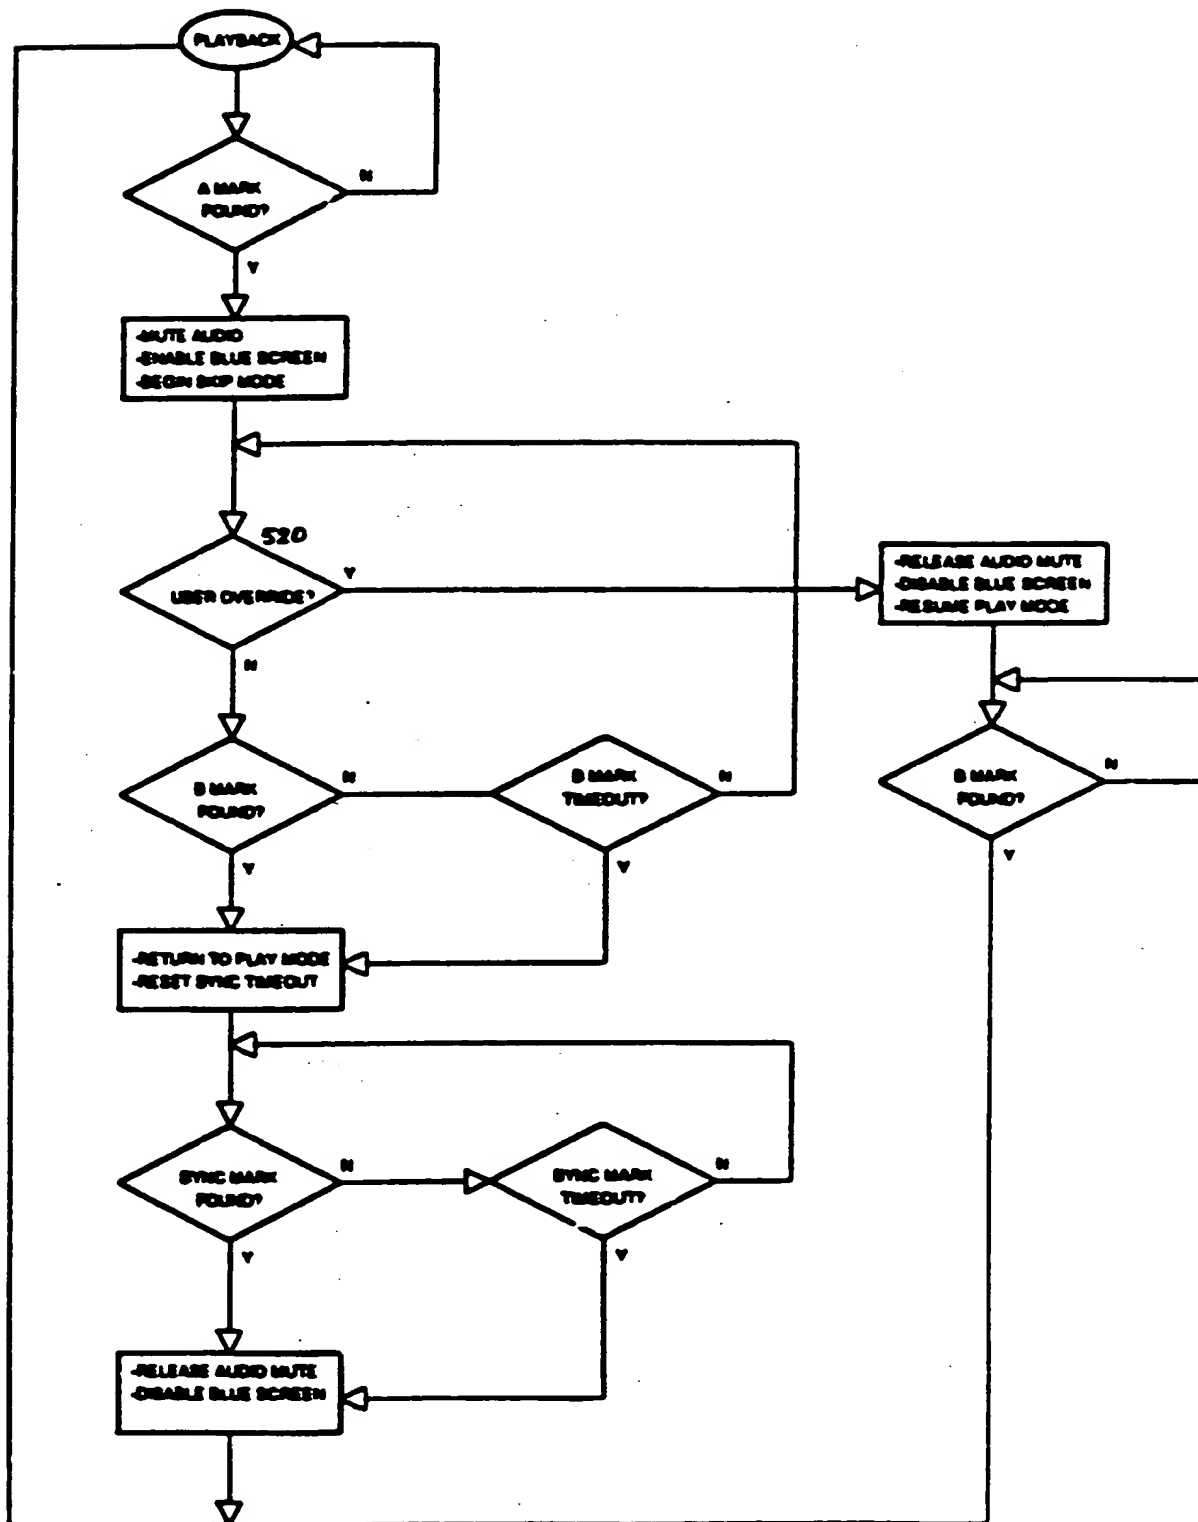 PLAYBACK
A MARK
FOUND?
N
Y
-MUTE AUDIO
-ENABLE BLUE SCREEN
-BEGIN SKIP MODE
520
USER OVERRIDE?
Y
N
-RELEASE AUDIO MUTE
-DISABLE BLUE SCREEN
-RESUME PLAY MODE
B MARK
FOUND?
N
Y
B MARK
TIMEOUT?
N
Y
B MARK
FOUND?
N
Y
-RETURN TO PLAY MODE
-RESET SYNC TIMEOUT
SYNC MARK
FOUND?
N
Y
SYNC MARK
TIMEOUT?
N
Y
-RELEASE AUDIO MUTE
-DISABLE BLUE SCREEN